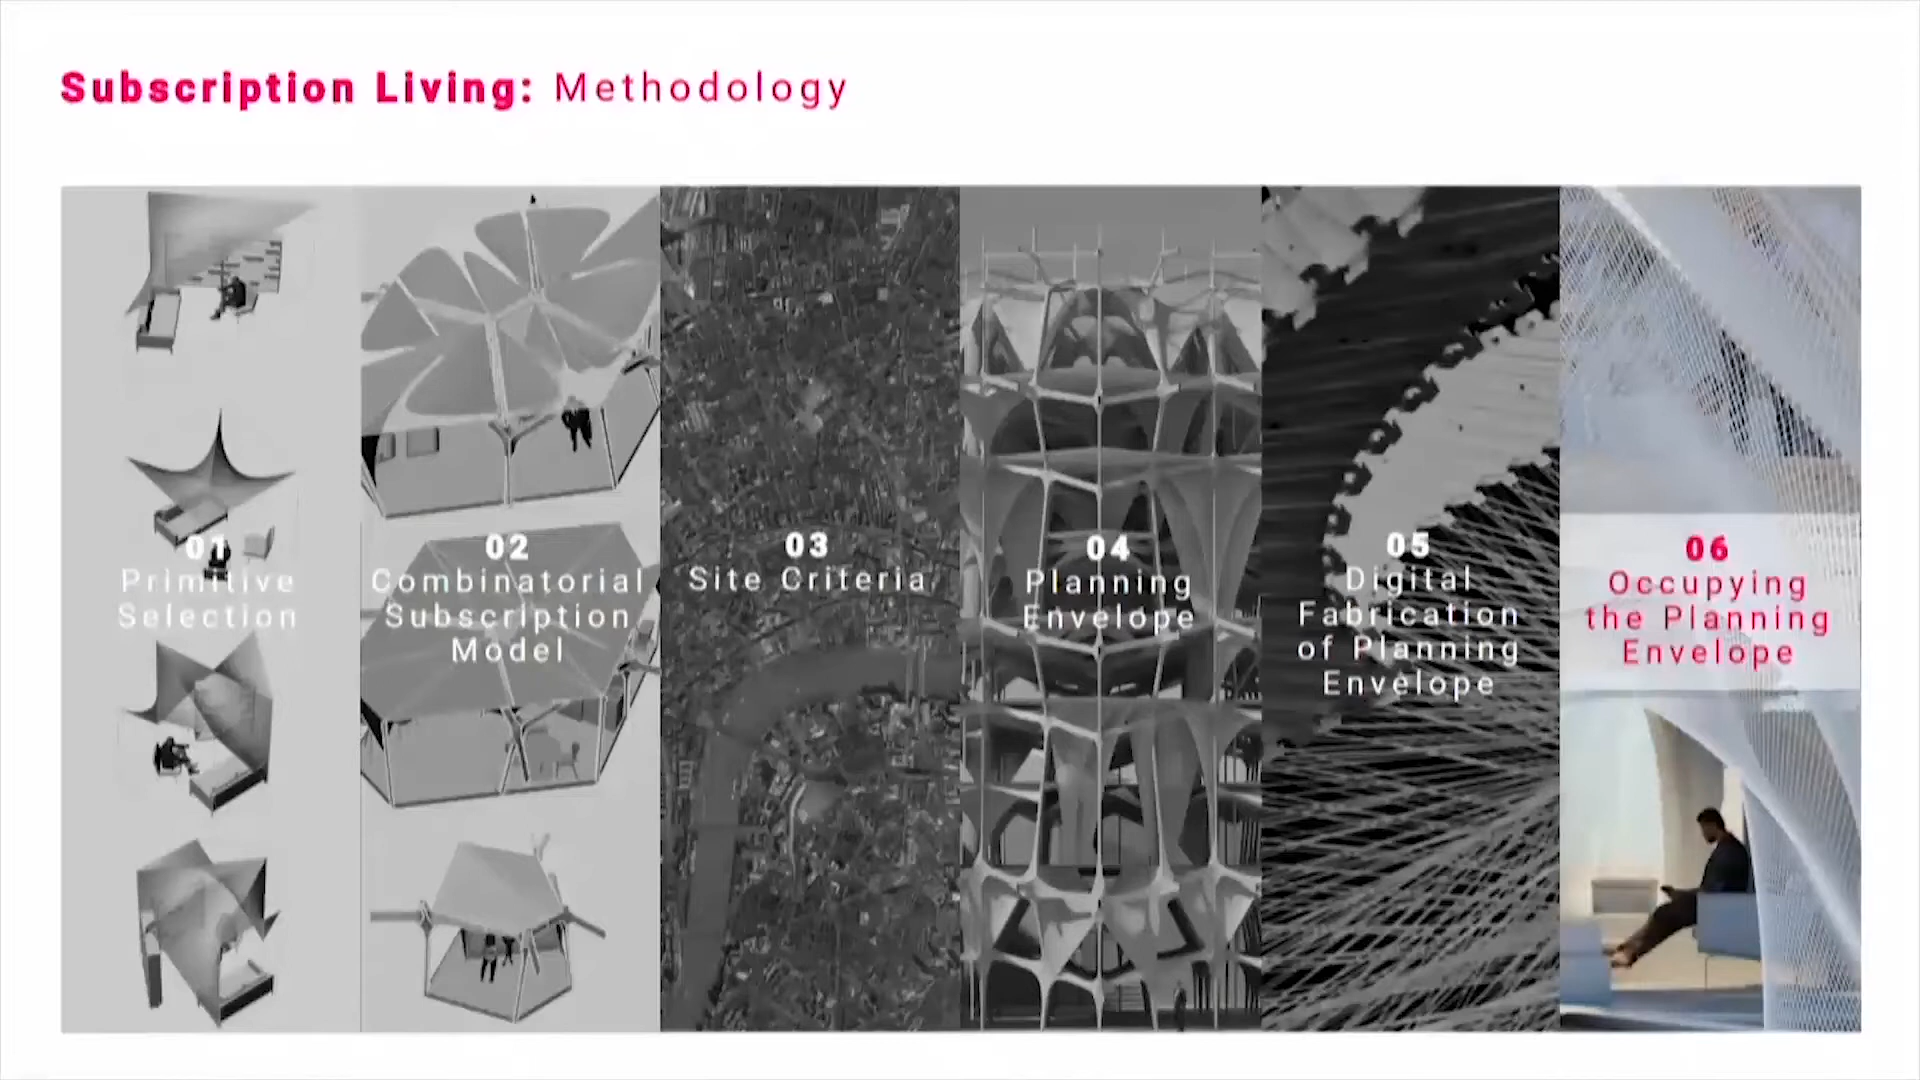 Subscription Living: Methodology
01
Primitive
Selection
02
Combinatorial
Subscription
Model
03
Site Criteria
04
Planning
Envelope
05
Digital
Fabrication
of Planning
Envelope
06
Occupying
the Planning
Envelope